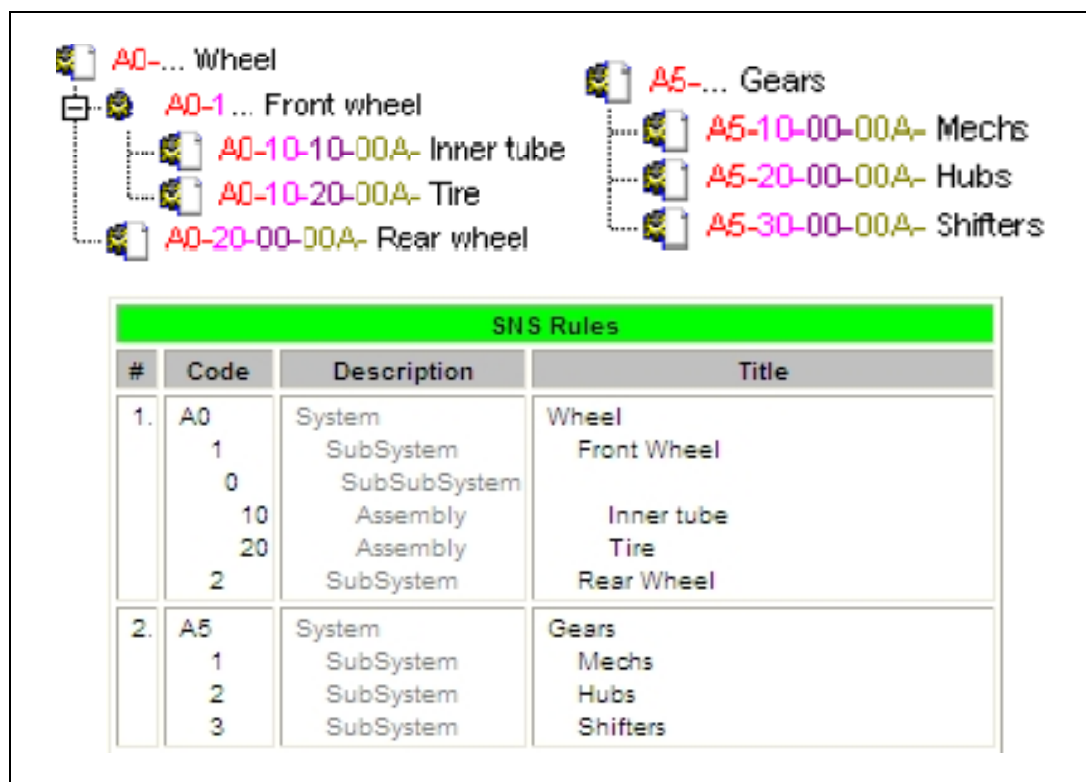 A0-... Wheel
A0-1 ... Front wheel
A0-10-10-00A- Inner tube
A0-10-20-00A- Tire
A0-20-00-00A- Rear wheel
A5-... Gears
A5-10-00-00A- Mechs
A5-20-00-00A- Hubs
A5-30-00-00A- Shifters
SNS Rules
# Code Description Title
1. A0 System Wheel
1 SubSystem Front Wheel
0 SubSubSystem
10 Assembly Inner tube
20 Assembly Tire
2 SubSystem Rear Wheel
2. A5 System Gears
1 SubSystem Mechs
2 SubSystem Hubs
3 SubSystem Shifters